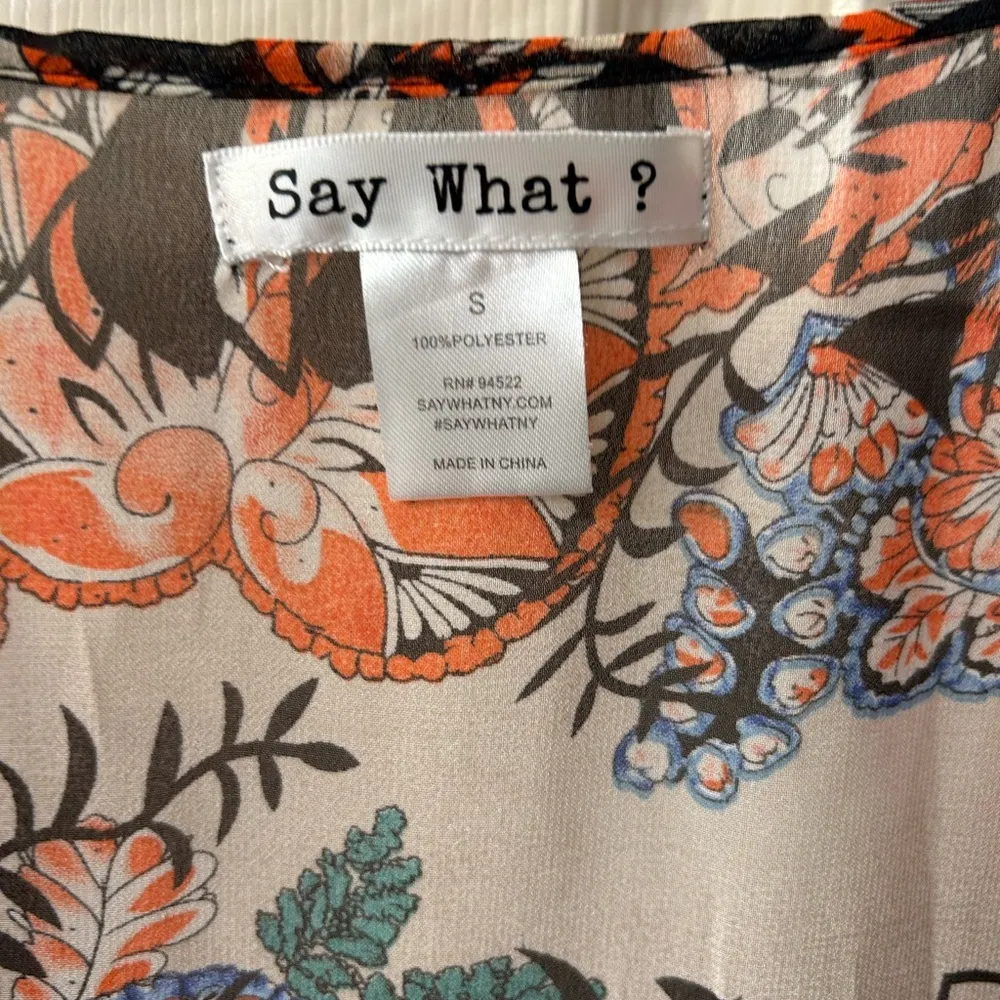 Say What ?
S
100%POLYESTER
RN# 94522
SAYWHATNY.COM
#SAYWHATNY
MADE IN CHINA